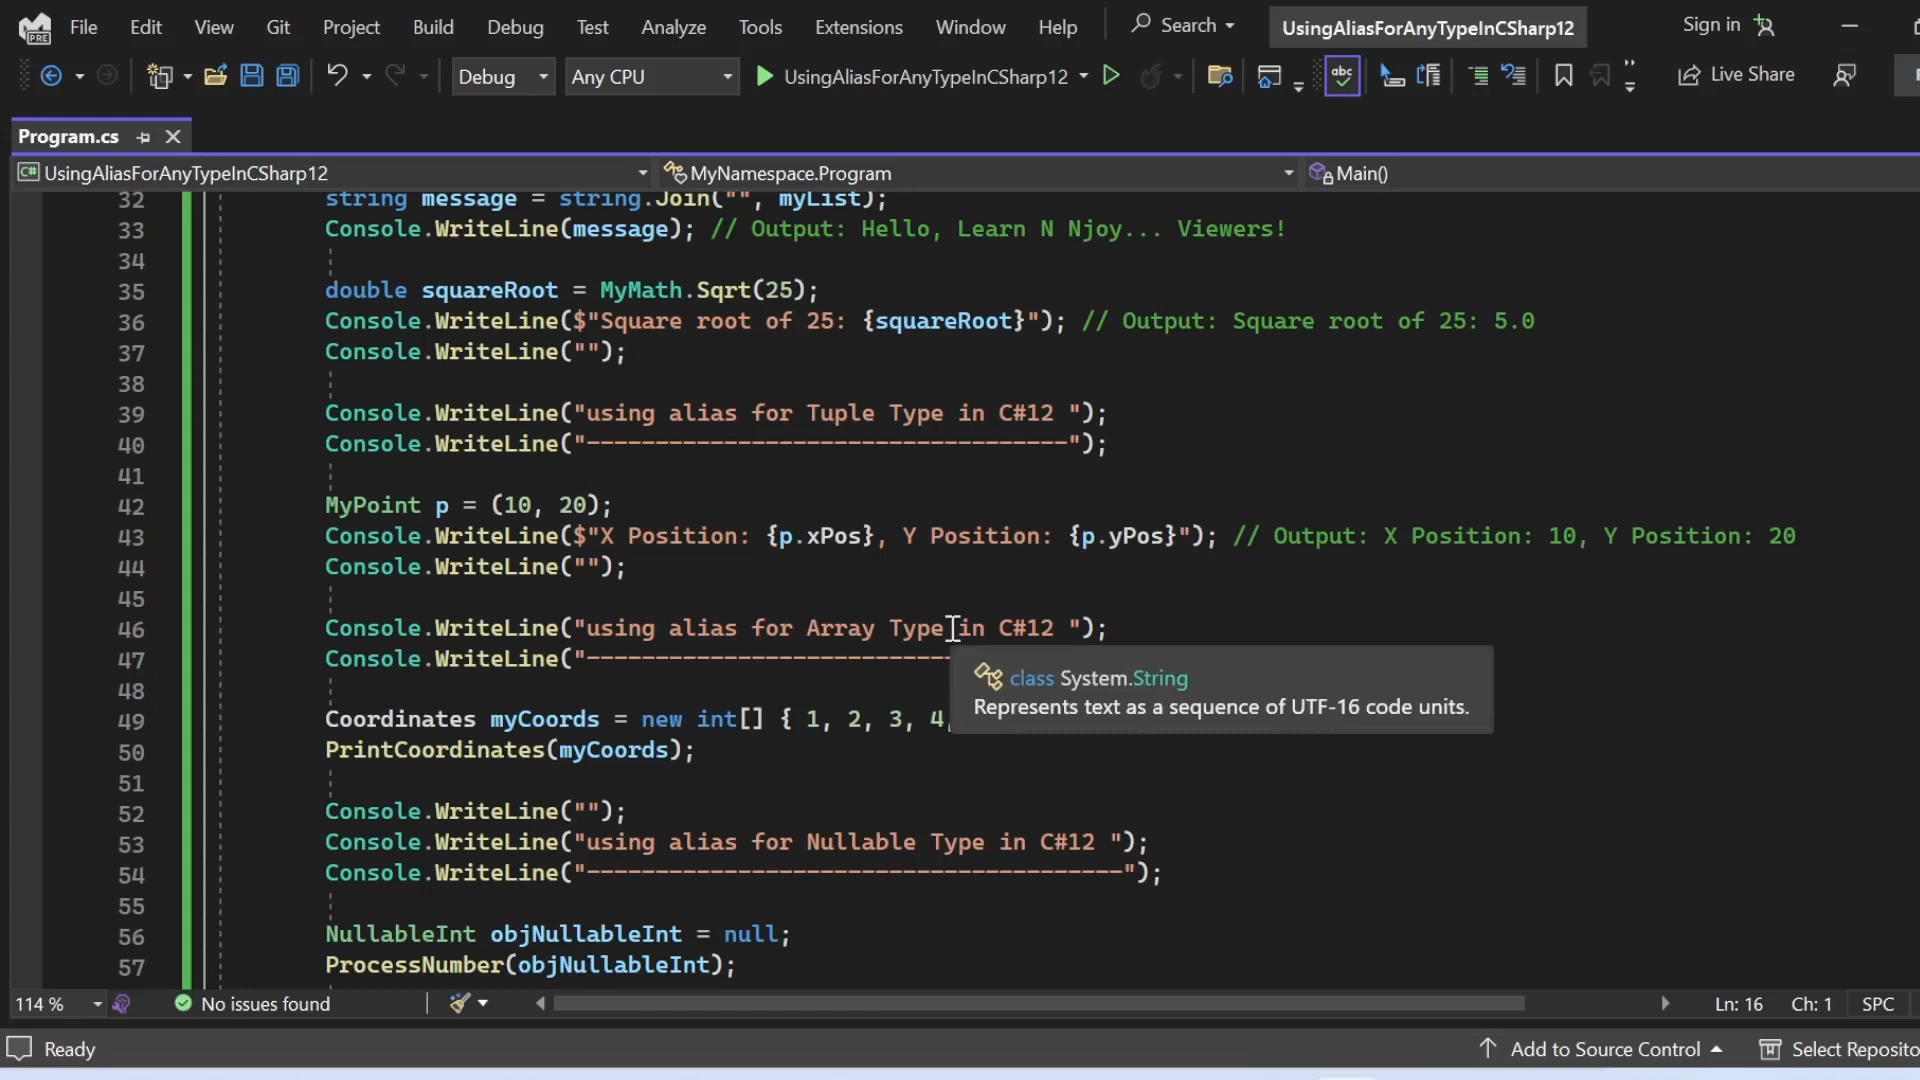 PRE File Edit View Git Project Build Debug Test Analyze Tools Extensions Window Help Search UsingAliasForAnyTypeInCSharp12 Sign in
Debug Any CPU UsingAliasForAnyTypeInCSharp12 abc Live Share
Program.cs
C# UsingAliasForAnyTypeInCSharp12 MyNamespace.Program Main()
32 string message = string.Join("", myList);
33 Console.WriteLine(message); // Output: Hello, Learn N Njoy... Viewers!
34
35 double squareRoot = MyMath.Sqrt(25);
36 Console.WriteLine($"Square root of 25: {squareRoot}"); // Output: Square root of 25: 5.0
37 Console.WriteLine("");
38
39 Console.WriteLine("using alias for Tuple Type in C#12 ");
40 Console.WriteLine("-----------------------------------");
41
42 MyPoint p = (10, 20);
43 Console.WriteLine($"X Position: {p.xPos}, Y Position: {p.yPos}"); // Output: X Position: 10, Y Position: 20
44 Console.WriteLine("");
45
46 Console.WriteLine("using alias for Array Type in C#12 ");
47 Console.WriteLine("---------------------------
class System.String
Represents text as a sequence of UTF-16 code units.
48
49 Coordinates myCoords = new int[] { 1, 2, 3, 4,
50 PrintCoordinates(myCoords);
51
52 Console.WriteLine("");
53 Console.WriteLine("using alias for Nullable Type in C#12 ");
54 Console.WriteLine("---------------------------------------");
55
56 NullableInt objNullableInt = null;
57 ProcessNumber(objNullableInt);
114 % No issues found Ln: 16 Ch: 1 SPC
Ready Add to Source Control Select Reposito